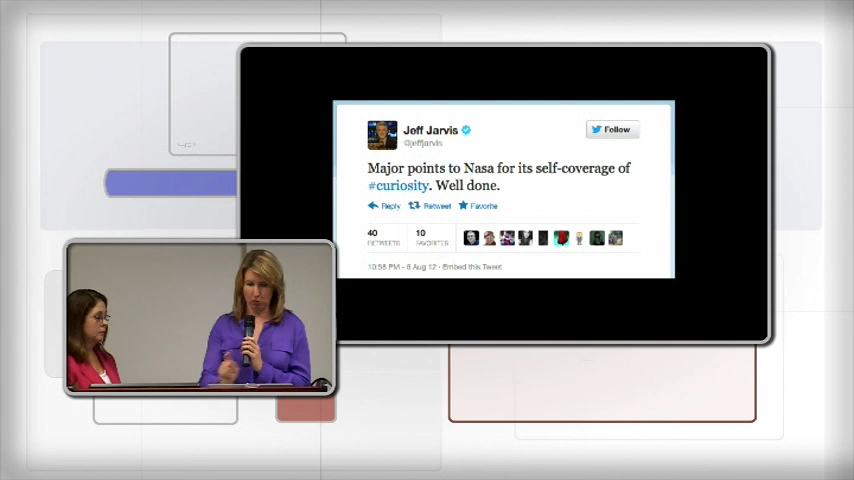 Jeff Jarvis
@jeffjarvis
Follow
Major points to Nasa for its self-coverage of
#curiosity. Well done.
Reply Retweet Favorite
40 10
RETWEETS FAVORITES
10:58 PM - 6 Aug 12 · Embed this Tweet